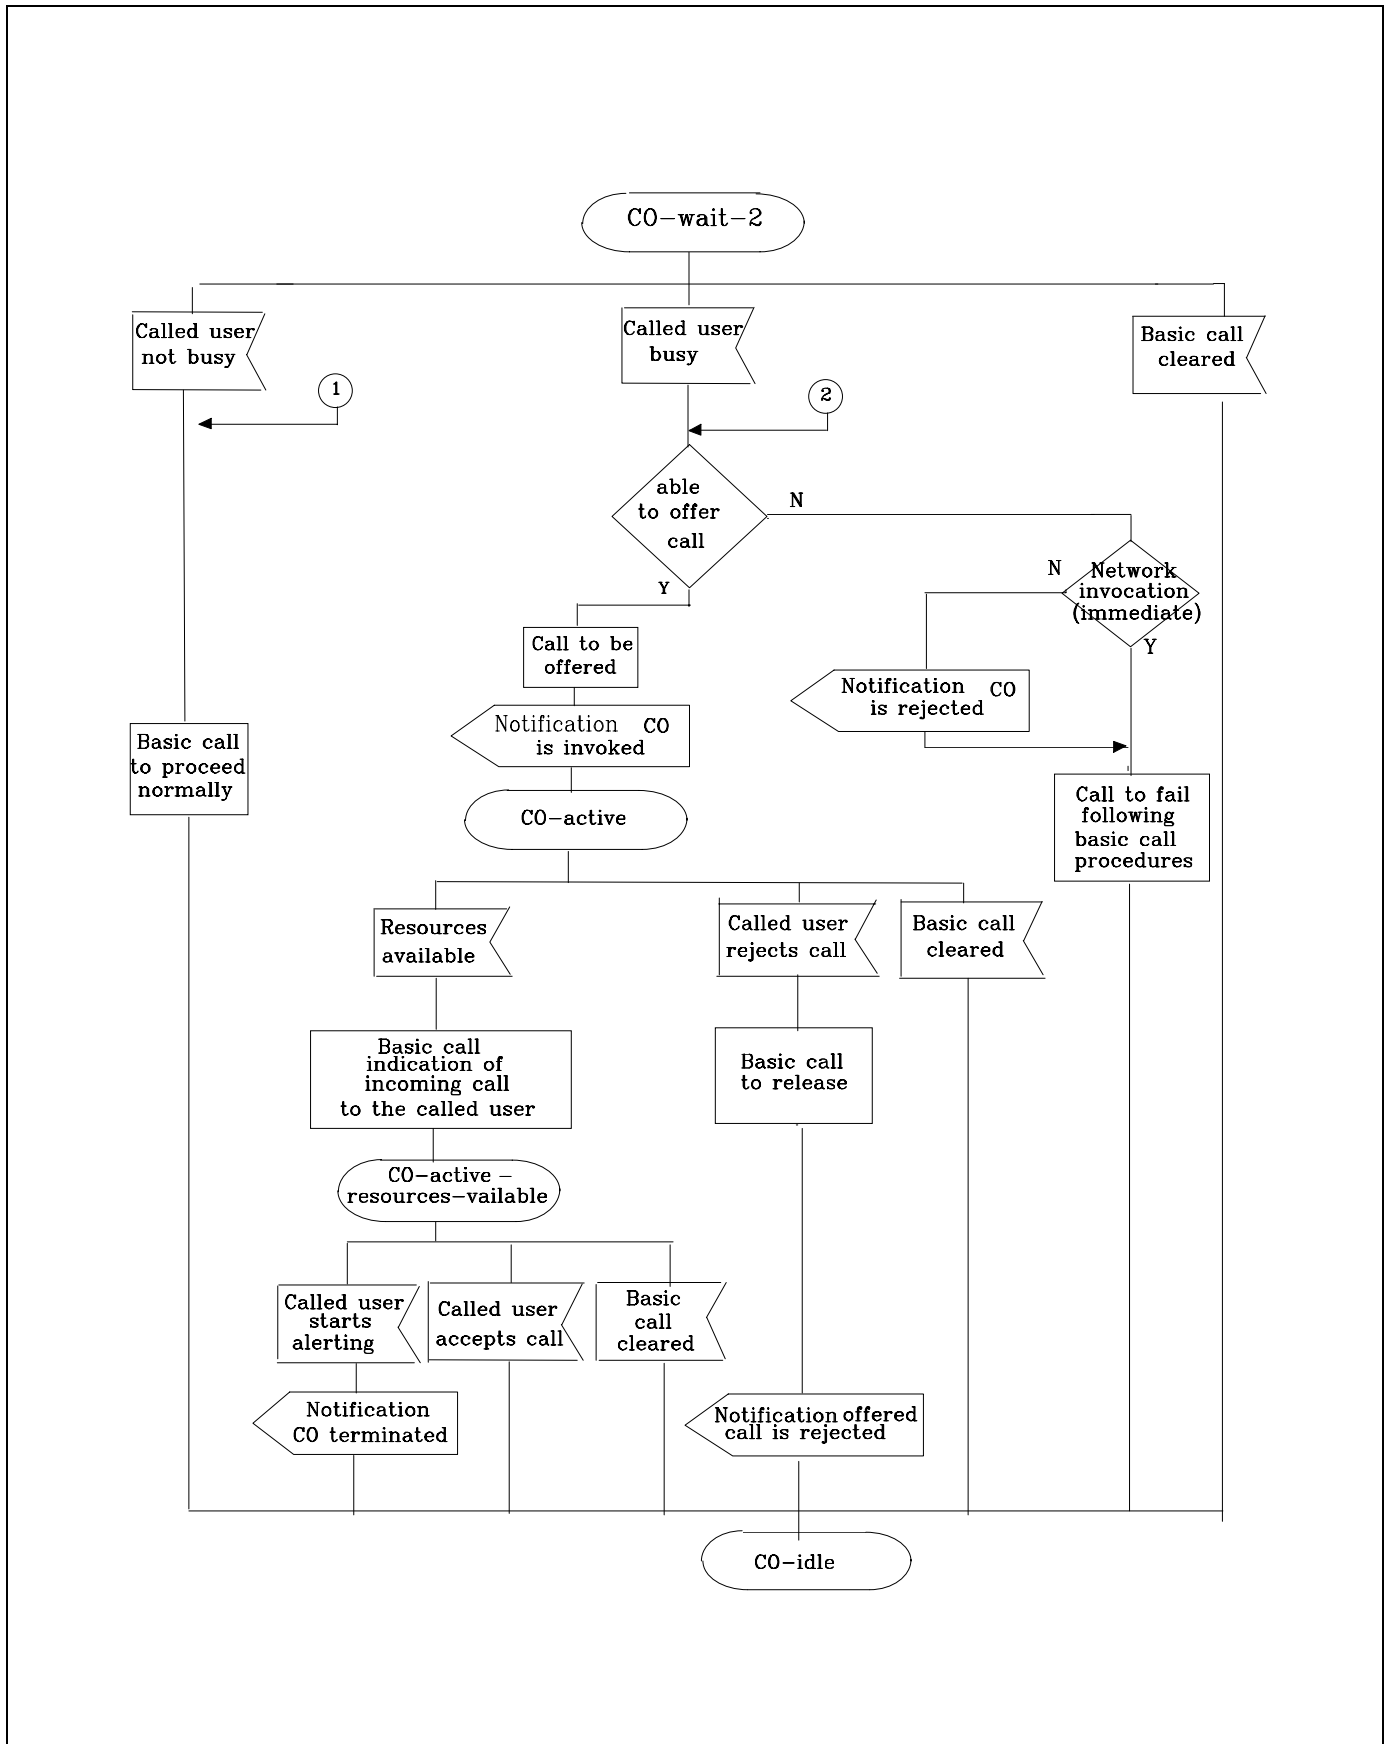 CO-wait-2
Called user
not busy
Called user
busy
Basic call
cleared
1
2
able
to offer
call
N
Y
N
Network
invocation
(immediate)
Y
Call to be
offered
Notification CO
is rejected
Notification CO
is invoked
Basic call
to proceed
normally
CO-active
Call to fail
following
basic call
procedures
Resources
available
Called user
rejects call
Basic call
cleared
Basic call
indication of
incoming call
to the called user
Basic call
to release
CO-active-
resources-vailable
Called user
starts
alerting
Called user
accepts call
Basic
call
cleared
Notification
CO terminated
Notification offered
call is rejected
CO-idle